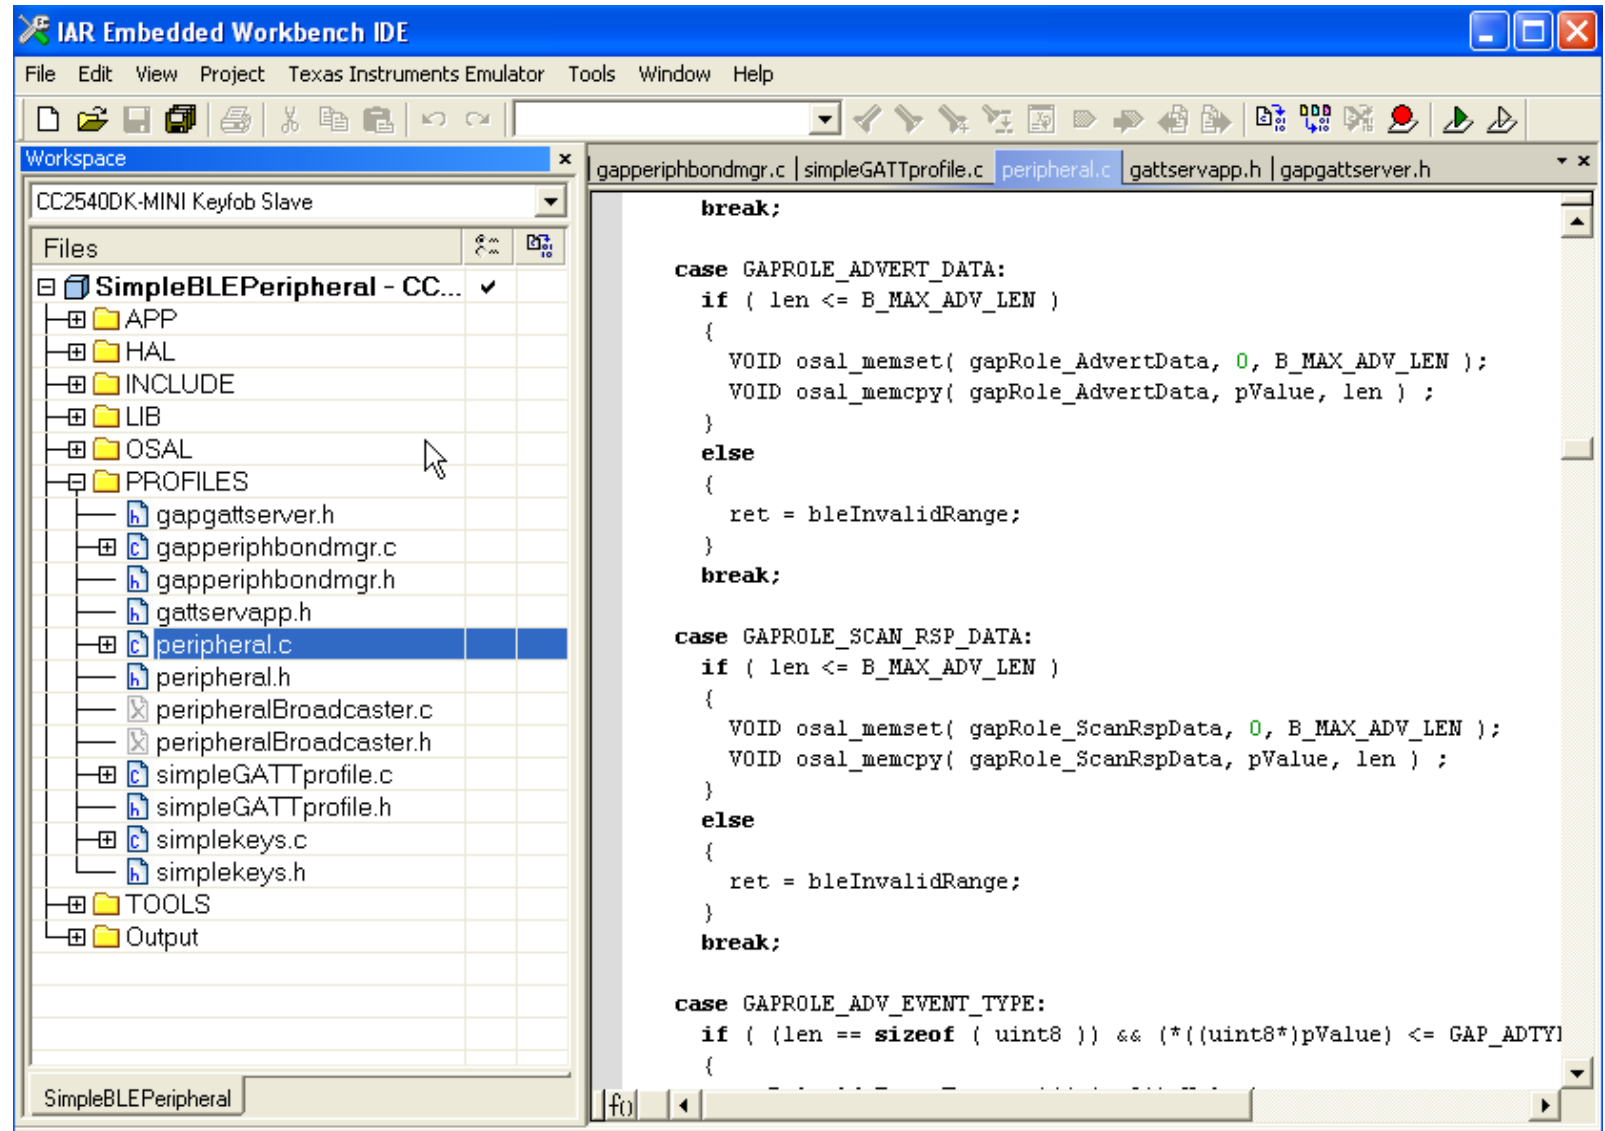 IAR Embedded Workbench IDE
File Edit View Project Texas Instruments Emulator Tools Window Help
Workspace
CC2540DK-MINI Keyfob Slave
Files
SimpleBLEPeripheral - CC...
APP
HAL
INCLUDE
LIB
OSAL
PROFILES
gapgattserver.h
gapperiphbondmgr.c
gapperiphbondmgr.h
gattservapp.h
peripheral.c
peripheral.h
peripheralBroadcaster.c
peripheralBroadcaster.h
simpleGATTprofile.c
simpleGATTprofile.h
simplekeys.c
simplekeys.h
TOOLS
Output
SimpleBLEPeripheral
gapperiphbondmgr.c simpleGATTprofile.c peripheral.c gattservapp.h gapgattserver.h
break;
case GAPROLE_ADVERT_DATA:
if ( len <= B_MAX_ADV_LEN )
{
VOID osal_memset( gapRole_AdvertData, 0, B_MAX_ADV_LEN );
VOID osal_memcpy( gapRole_AdvertData, pValue, len ) ;
}
else
{
ret = bleInvalidRange;
}
break;
case GAPROLE_SCAN_RSP_DATA:
if ( len <= B_MAX_ADV_LEN )
{
VOID osal_memset( gapRole_ScanRspData, 0, B_MAX_ADV_LEN );
VOID osal_memcpy( gapRole_ScanRspData, pValue, len ) ;
}
else
{
ret = bleInvalidRange;
}
break;
case GAPROLE_ADV_EVENT_TYPE:
if ( (len == sizeof ( uint8 )) && (*((uint8*)pValue) <= GAP_ADTY
{
f()